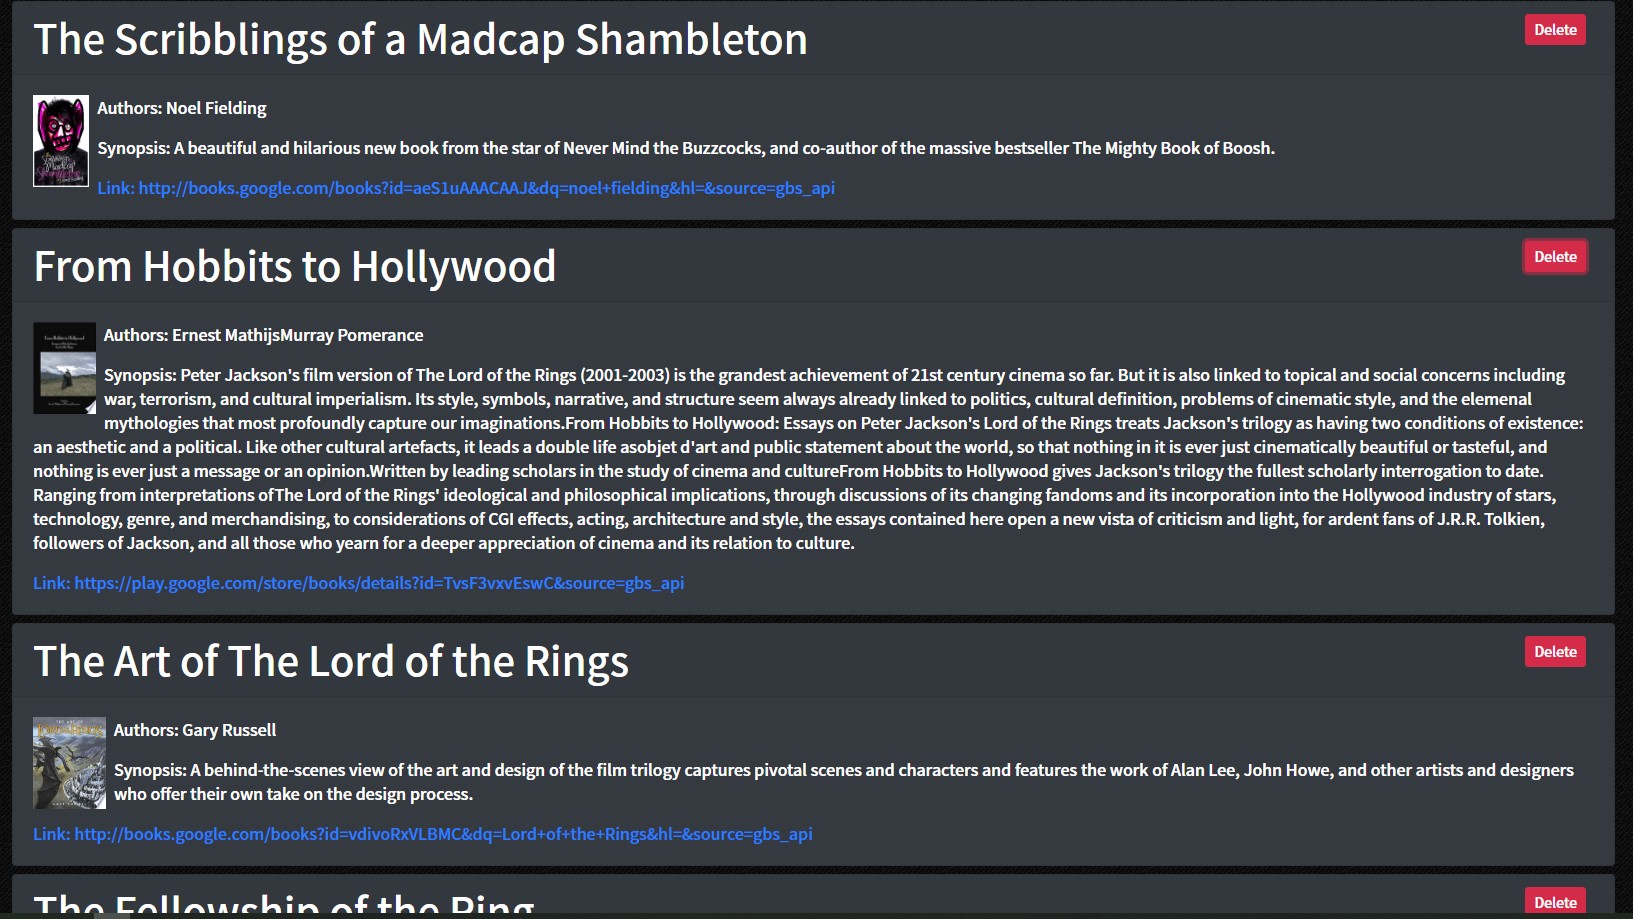 The Scribblings of a Madcap Shambleton
Delete
Authors: Noel Fielding
Synopsis: A beautiful and hilarious new book from the star of Never Mind the Buzzcocks, and co-author of the massive bestseller The Mighty Book of Boosh.
Link: http://books.google.com/books?id=aeS1uAAACAAJ&dq=noel+fielding&hl=&source=gbs_api
From Hobbits to Hollywood
Delete
Authors: Ernest MathijsMurray Pomerance
Synopsis: Peter Jackson's film version of The Lord of the Rings (2001-2003) is the grandest achievement of 21st century cinema so far. But it is also linked to topical and social concerns including
war, terrorism, and cultural imperialism. Its style, symbols, narrative, and structure seem always already linked to politics, cultural definition, problems of cinematic style, and the elemenal
mythologies that most profoundly capture our imaginations.From Hobbits to Hollywood: Essays on Peter Jackson's Lord of the Rings treats Jackson's trilogy as having two conditions of existence:
an aesthetic and a political. Like other cultural artefacts, it leads a double life asobjet d'art and public statement about the world, so that nothing in it is ever just cinematically beautiful or tasteful, and
nothing is ever just a message or an opinion.Written by leading scholars in the study of cinema and cultureFrom Hobbits to Hollywood gives Jackson's trilogy the fullest scholarly interrogation to date.
Ranging from interpretations ofThe Lord of the Rings' ideological and philosophical implications, through discussions of its changing fandoms and its incorporation into the Hollywood industry of stars,
technology, genre, and merchandising, to considerations of CGI effects, acting, architecture and style, the essays contained here open a new vista of criticism and light, for ardent fans of J.R.R. Tolkien,
followers of Jackson, and all those who yearn for a deeper appreciation of cinema and its relation to culture.
Link: https://play.google.com/store/books/details?id=TvsF3vxvEswC&source=gbs_api
The Art of The Lord of the Rings
Delete
Authors: Gary Russell
Synopsis: A behind-the-scenes view of the art and design of the film trilogy captures pivotal scenes and characters and features the work of Alan Lee, John Howe, and other artists and designers
who offer their own take on the design process.
Link: http://books.google.com/books?id=vdivoRxVLBMC&dq=Lord+of+the+Rings&hl=&source=gbs_api
The Fellowship of the Ring
Delete